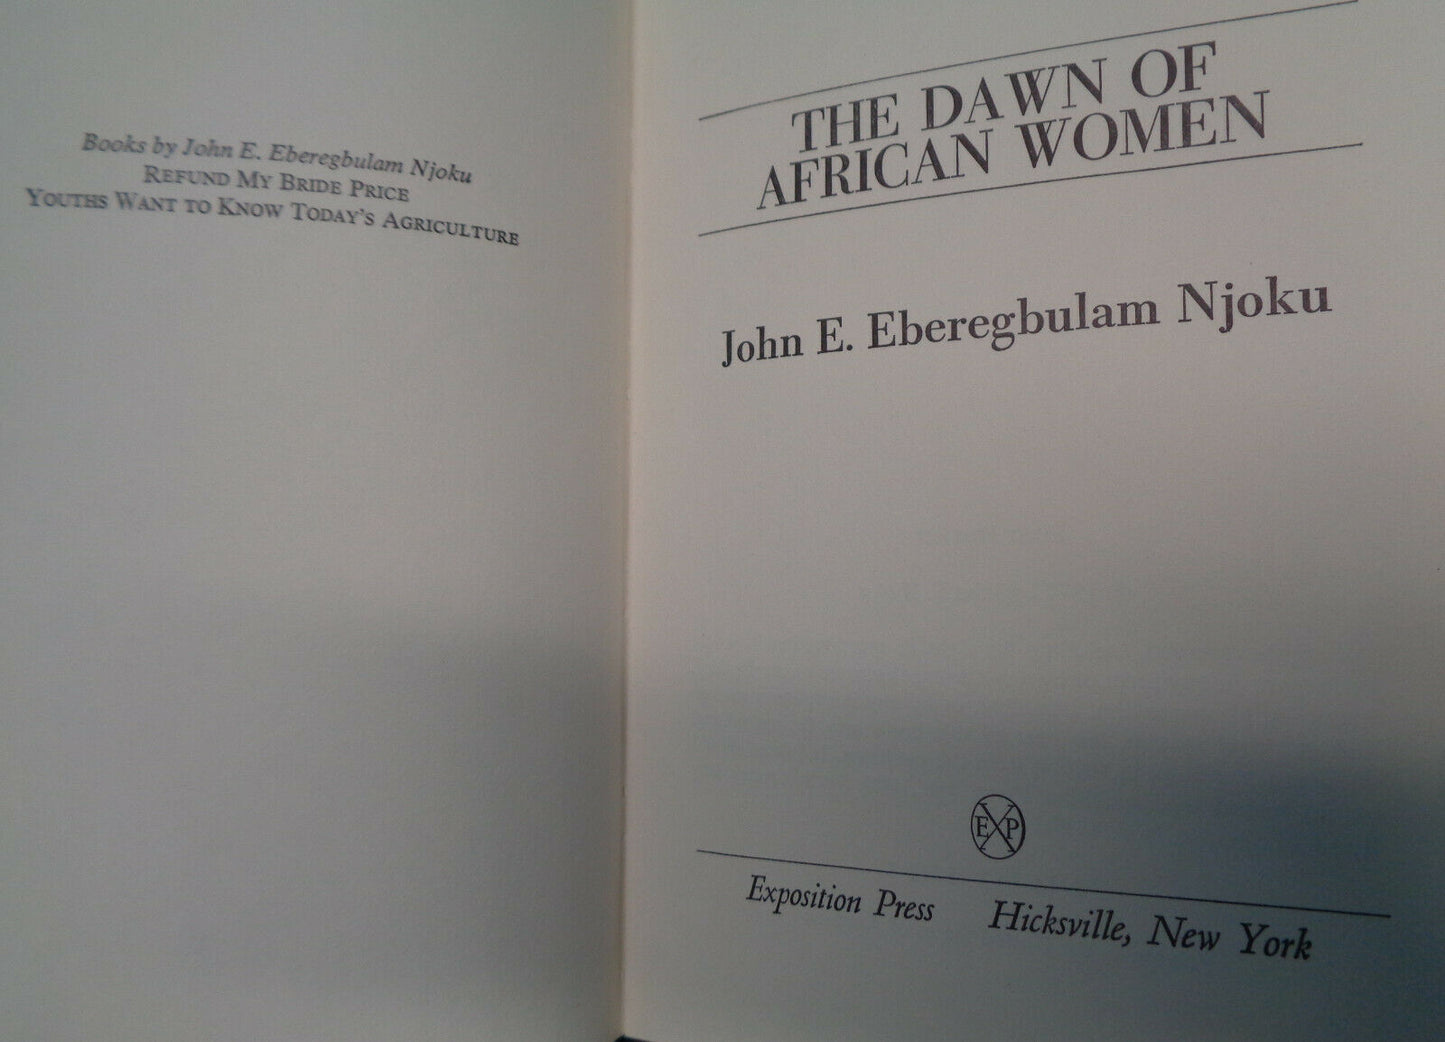 Books by John E. Eberegbulam Njoku
REFUND MY BRIDE PRICE
YOUTHS WANT TO KNOW TODAY'S AGRICULTURE
THE DAWN OF
AFRICAN WOMEN
John E. Eberegbulam Njoku
EXP
Exposition Press Hicksville, New York